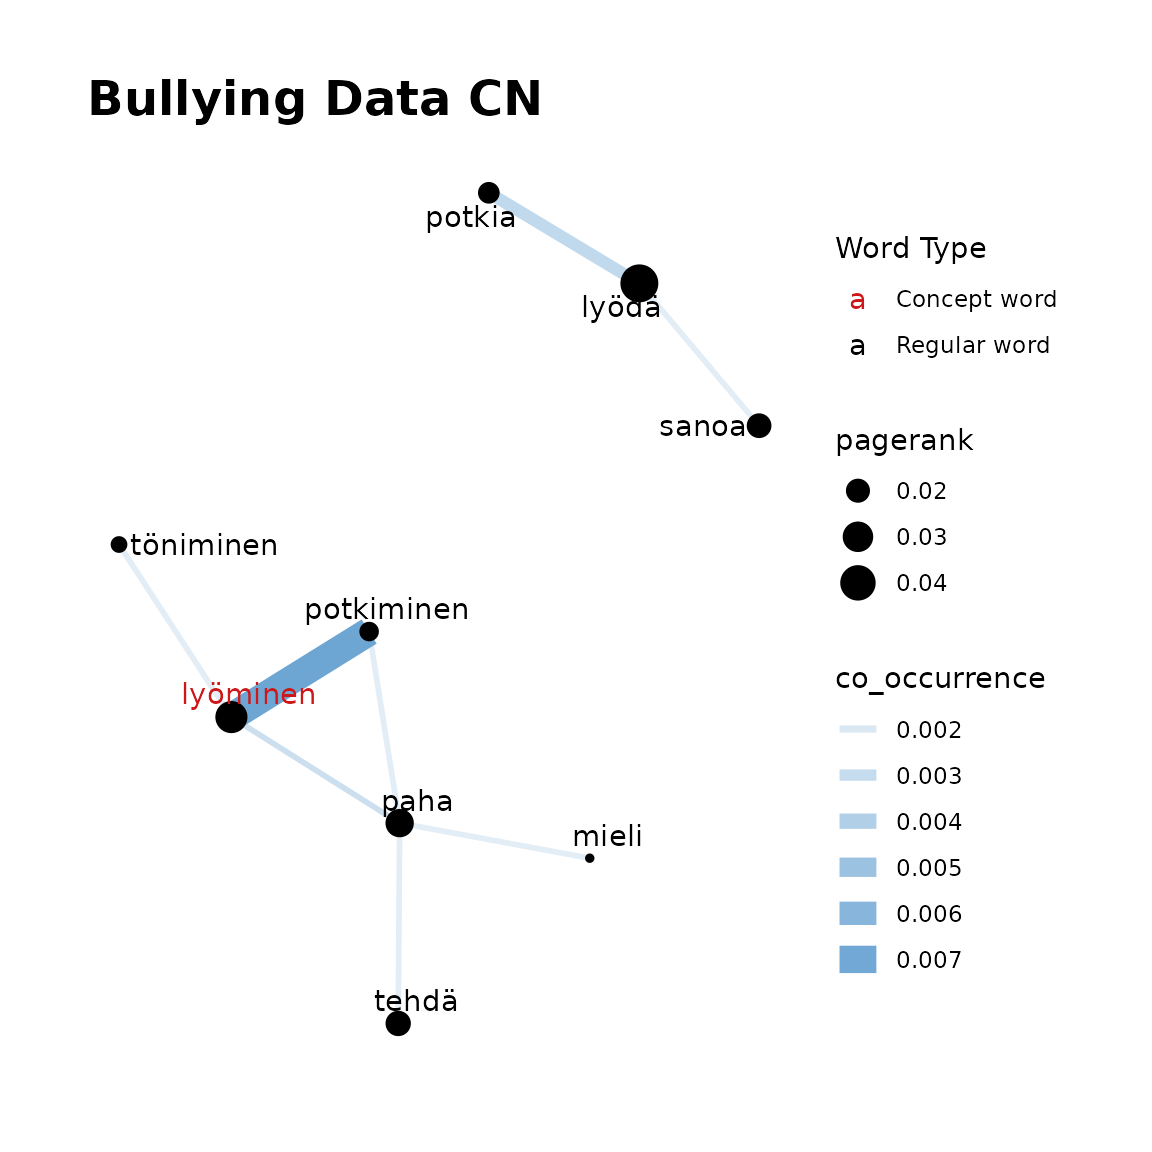 Bullying Data CN
potkia
lyödä
sanoa
töniminen
potkiminen
lyöminen
paha
mieli
tehdä
Word Type
a Concept word
a Regular word
pagerank
0.02
0.03
0.04
co_occurrence
0.002
0.003
0.004
0.005
0.006
0.007